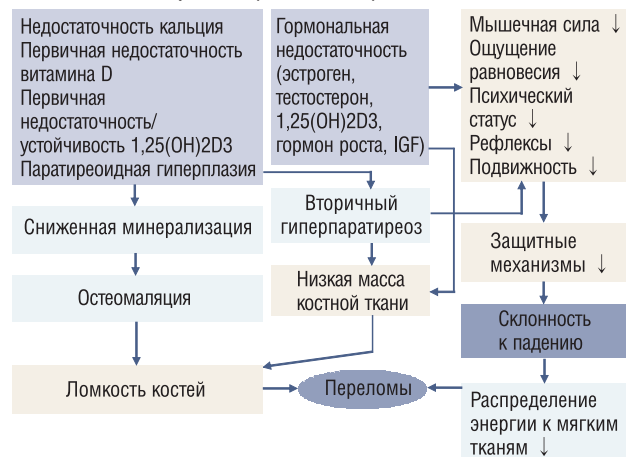 Недостаточность кальция
Первичная недостаточность
витамина D
Первичная
недостаточность/
устойчивость 1,25(OH)2D3
Паратиреоидная гиперплазия
Гормональная
недостаточность
(эстроген,
тестостерон,
1,25(OH)2D3,
гормон роста, IGF)
Мышечная сила ↓
Ощущение
равновесия ↓
Психический
статус ↓
Рефлексы ↓
Подвижность ↓
Сниженная минерализация
Вторичный
гиперпаратиреоз
Защитные
механизмы ↓
Остеомаляция
Низкая масса
костной ткани
Склонность
к падению
Ломкость костей
Переломы
Распределение
энергии к мягким
тканям ↓